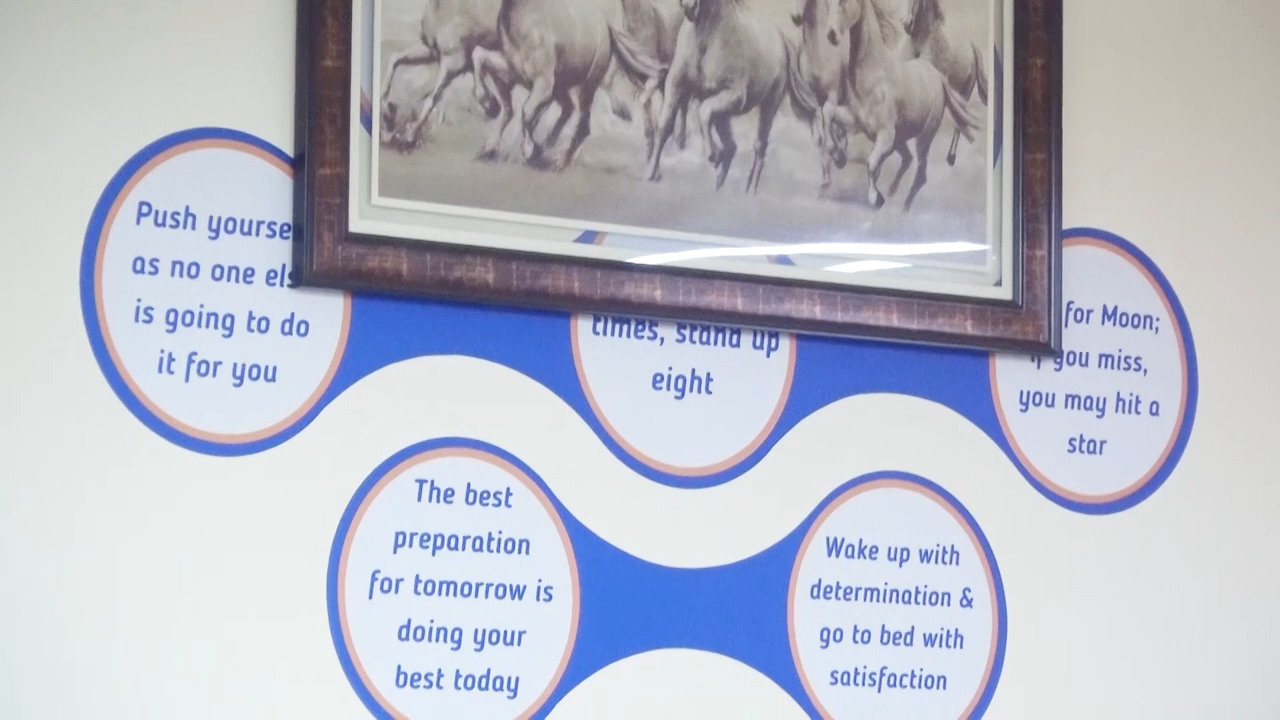 Push yourse
as no one els
is going to do
it for you
times, stand up
eight
for Moon;
you miss,
you may hit a
star
The best
preparation
for tomorrow is
doing your
best today
Wake up with
determination &
go to bed with
satisfaction